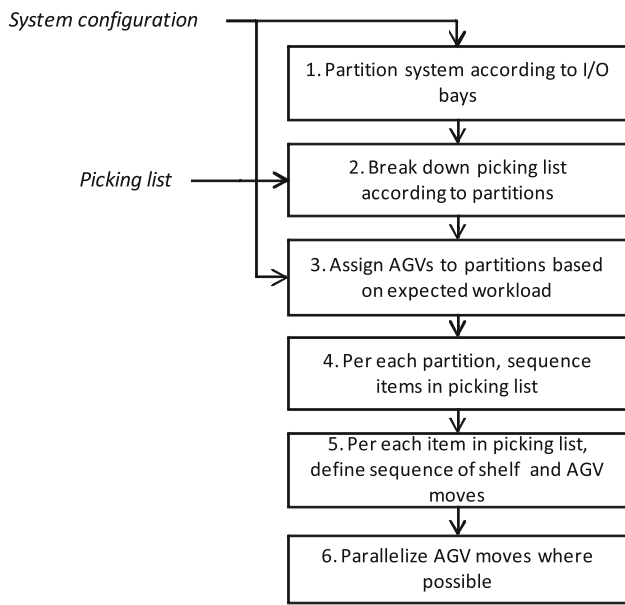 System configuration
1. Partition system according to I/O
bays
Picking list
2. Break down picking list
according to partitions
3. Assign AGVs to partitions based
on expected workload
4. Per each partition, sequence
items in picking list
5. Per each item in picking list,
define sequence of shelf and AGV
moves
6. Parallelize AGV moves where
possible